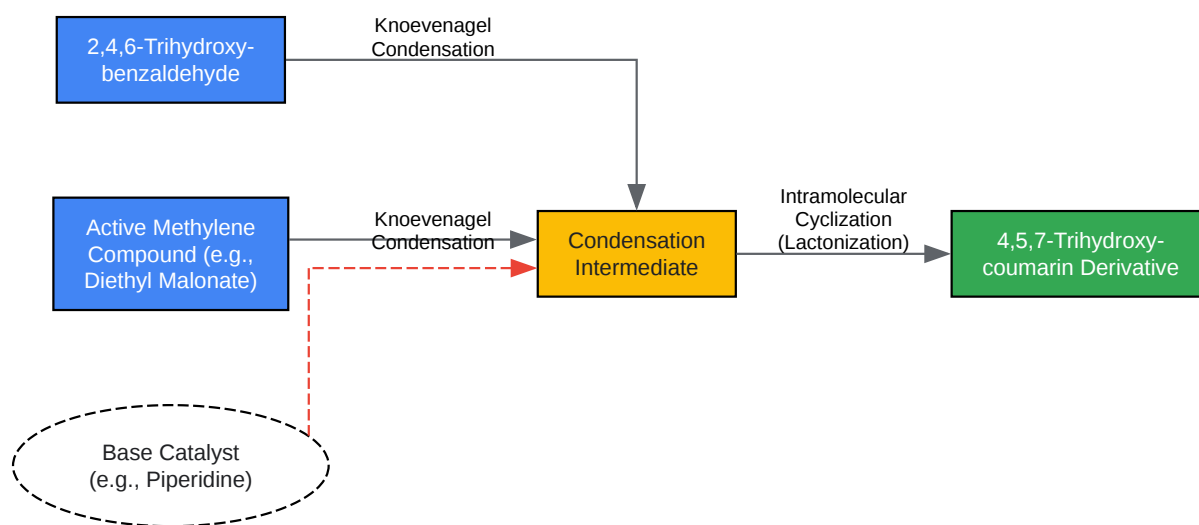 2,4,6-Trihydroxy-
benzaldehyde
Knoevenagel
Condensation
Active Methylene
Compound (e.g.,
Diethyl Malonate)
Knoevenagel
Condensation
Condensation
Intermediate
Intramolecular
Cyclization
(Lactonization)
4,5,7-Trihydroxy-
coumarin Derivative
Base Catalyst
(e.g., Piperidine)